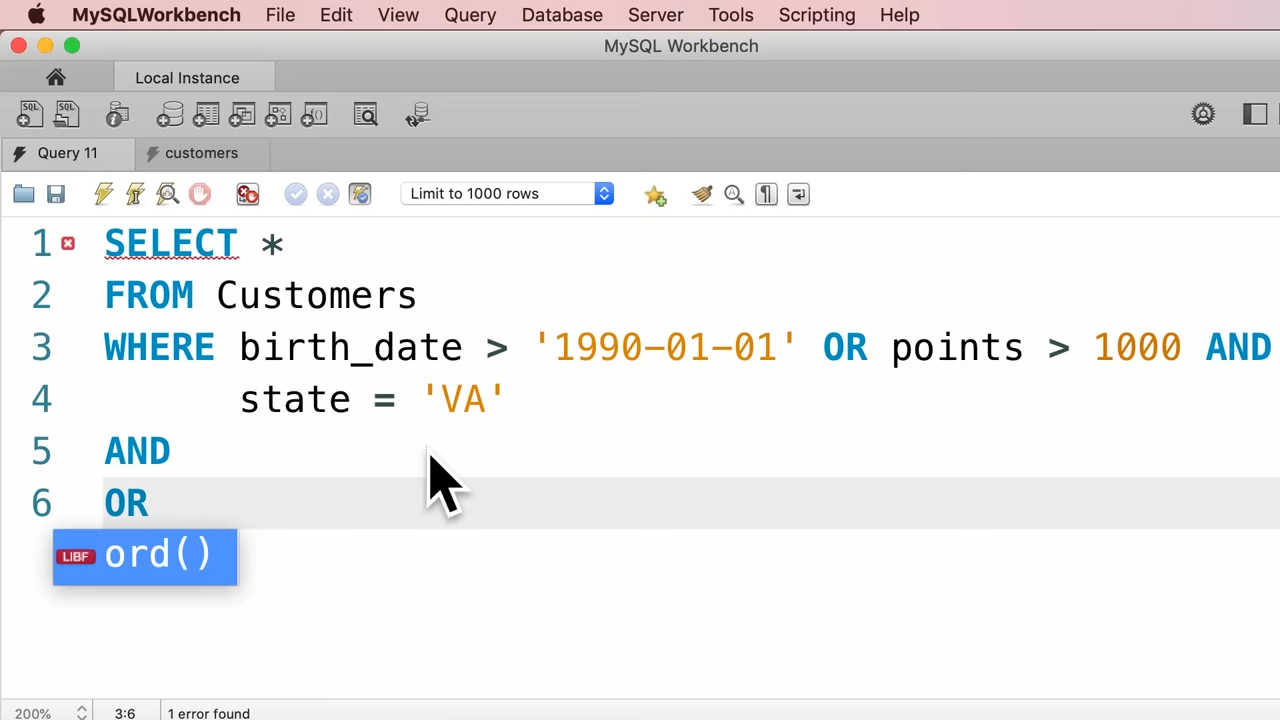 MySQLWorkbench File Edit View Query Database Server Tools Scripting Help
MySQL Workbench
Local Instance
SQL SQL
Query 11 customers
Limit to 1000 rows
1 SELECT *
2 FROM Customers
3 WHERE birth_date > '1990-01-01' OR points > 1000 AND
4 state = 'VA'
5 AND
6 OR
LIBF ord()
200% 3:6 1 error found